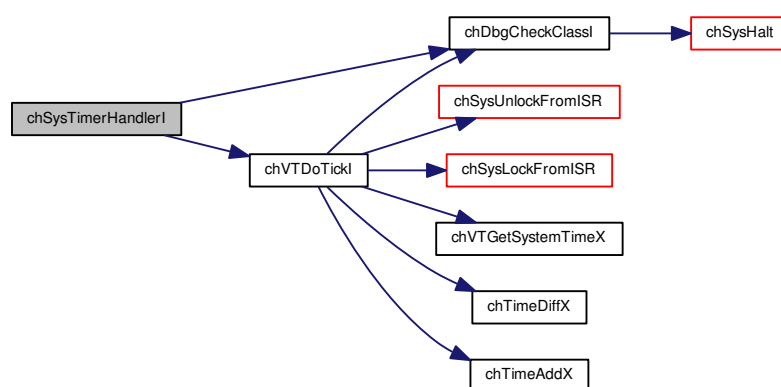 chDbgCheckClassI
chSysHalt
chSysUnlockFromISR
chSysTimerHandlerI
chVTDoTickI
chSysLockFromISR
chVTGetSystemTimeX
chTimeDiffX
chTimeAddX